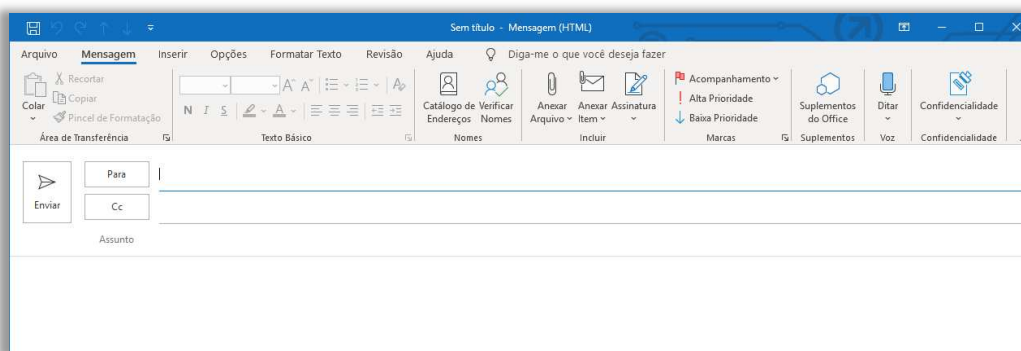 Sem título - Mensagem (HTML)
Arquivo Mensagem Inserir Opções Formatar Texto Revisão Ajuda Diga-me o que você deseja fazer
Colar
Recortar
Copiar
Pincel de Formatação
Área de Transferência
N I S A A A
Texto Básico
Catálogo de Endereços
Verificar Nomes
Nomes
Anexar Arquivo
Anexar Item
Assinatura
Incluir
Acompanhamento
Alta Prioridade
Baixa Prioridade
Marcas
Suplementos do Office
Suplementos
Ditar
Voz
Confidencialidade
Confidencialidade
Enviar
Para
Cc
Assunto